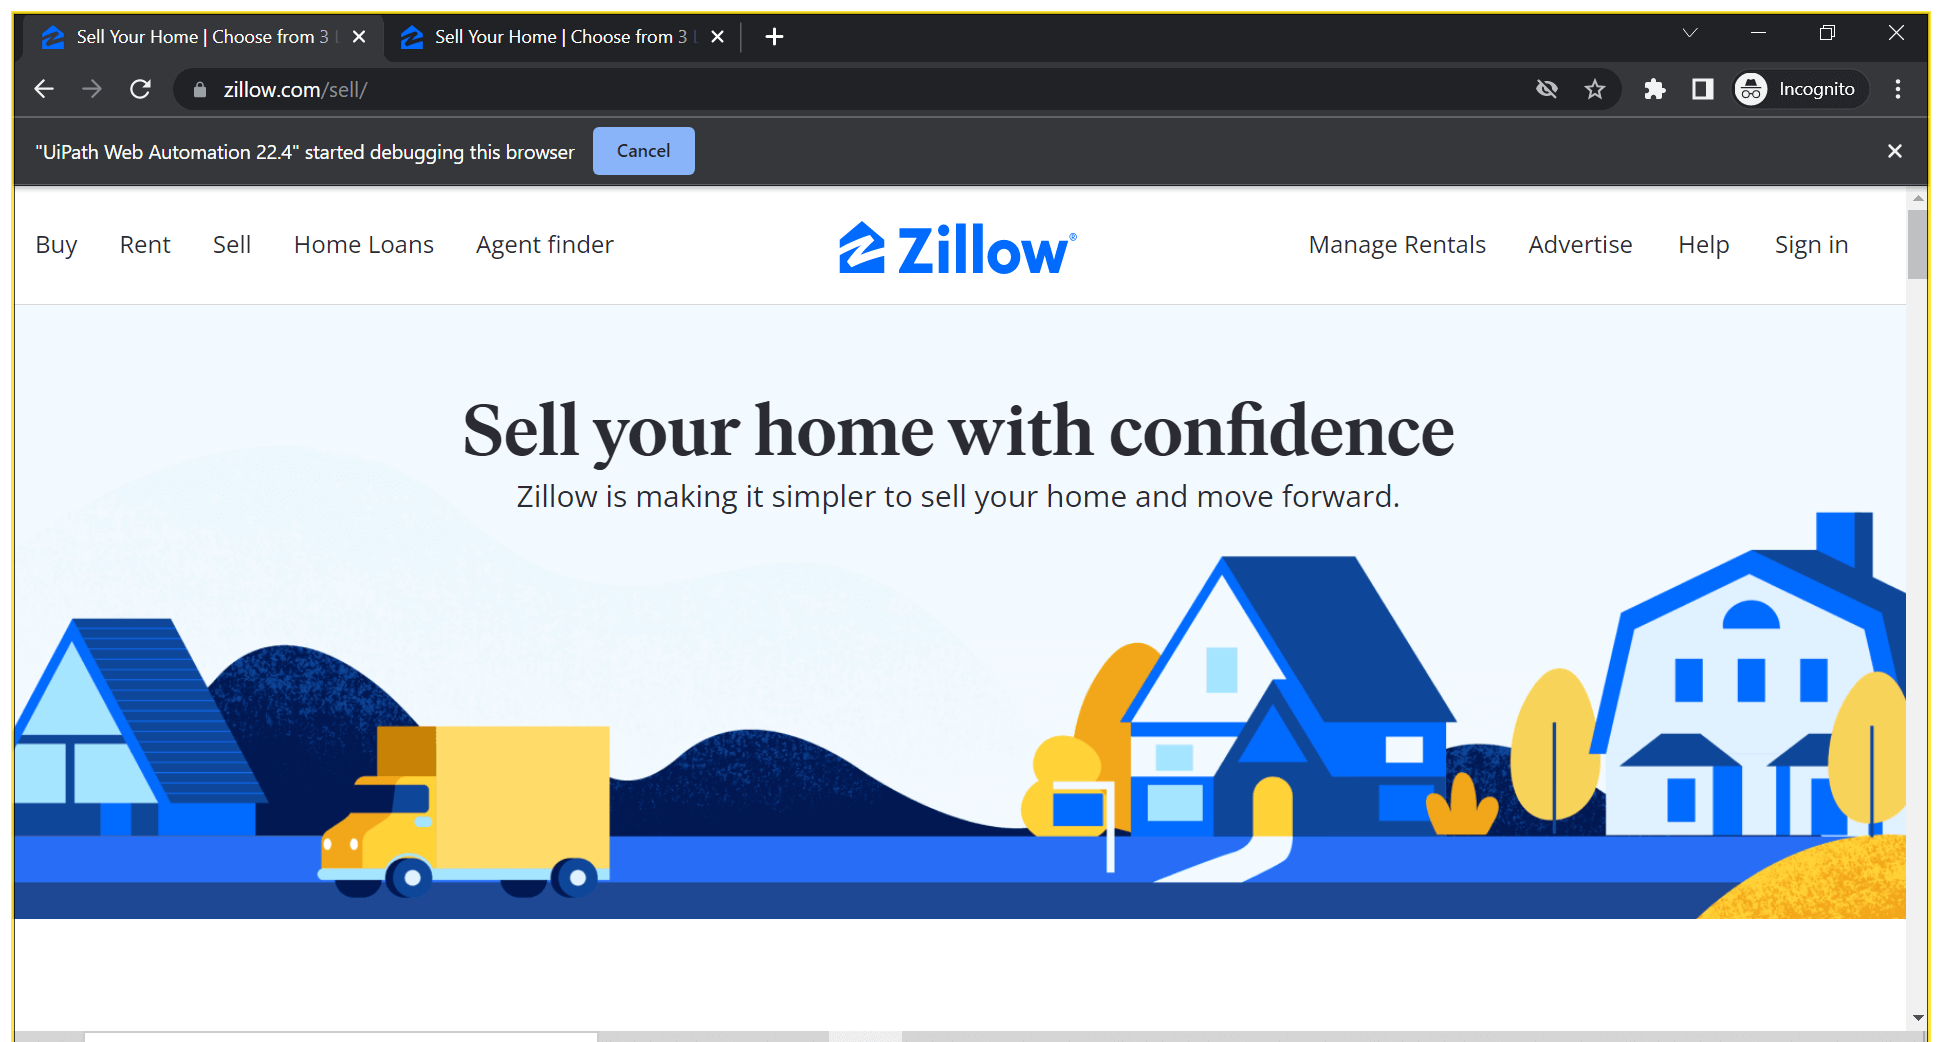 Sell Your Home | Choose from 3
Sell Your Home | Choose from 3
zillow.com/sell/
Incognito
"UiPath Web Automation 22.4" started debugging this browser
Cancel
Buy
Rent
Sell
Home Loans
Agent finder
Zillow®
Manage Rentals
Advertise
Help
Sign in
Sell your home with confidence
Zillow is making it simpler to sell your home and move forward.